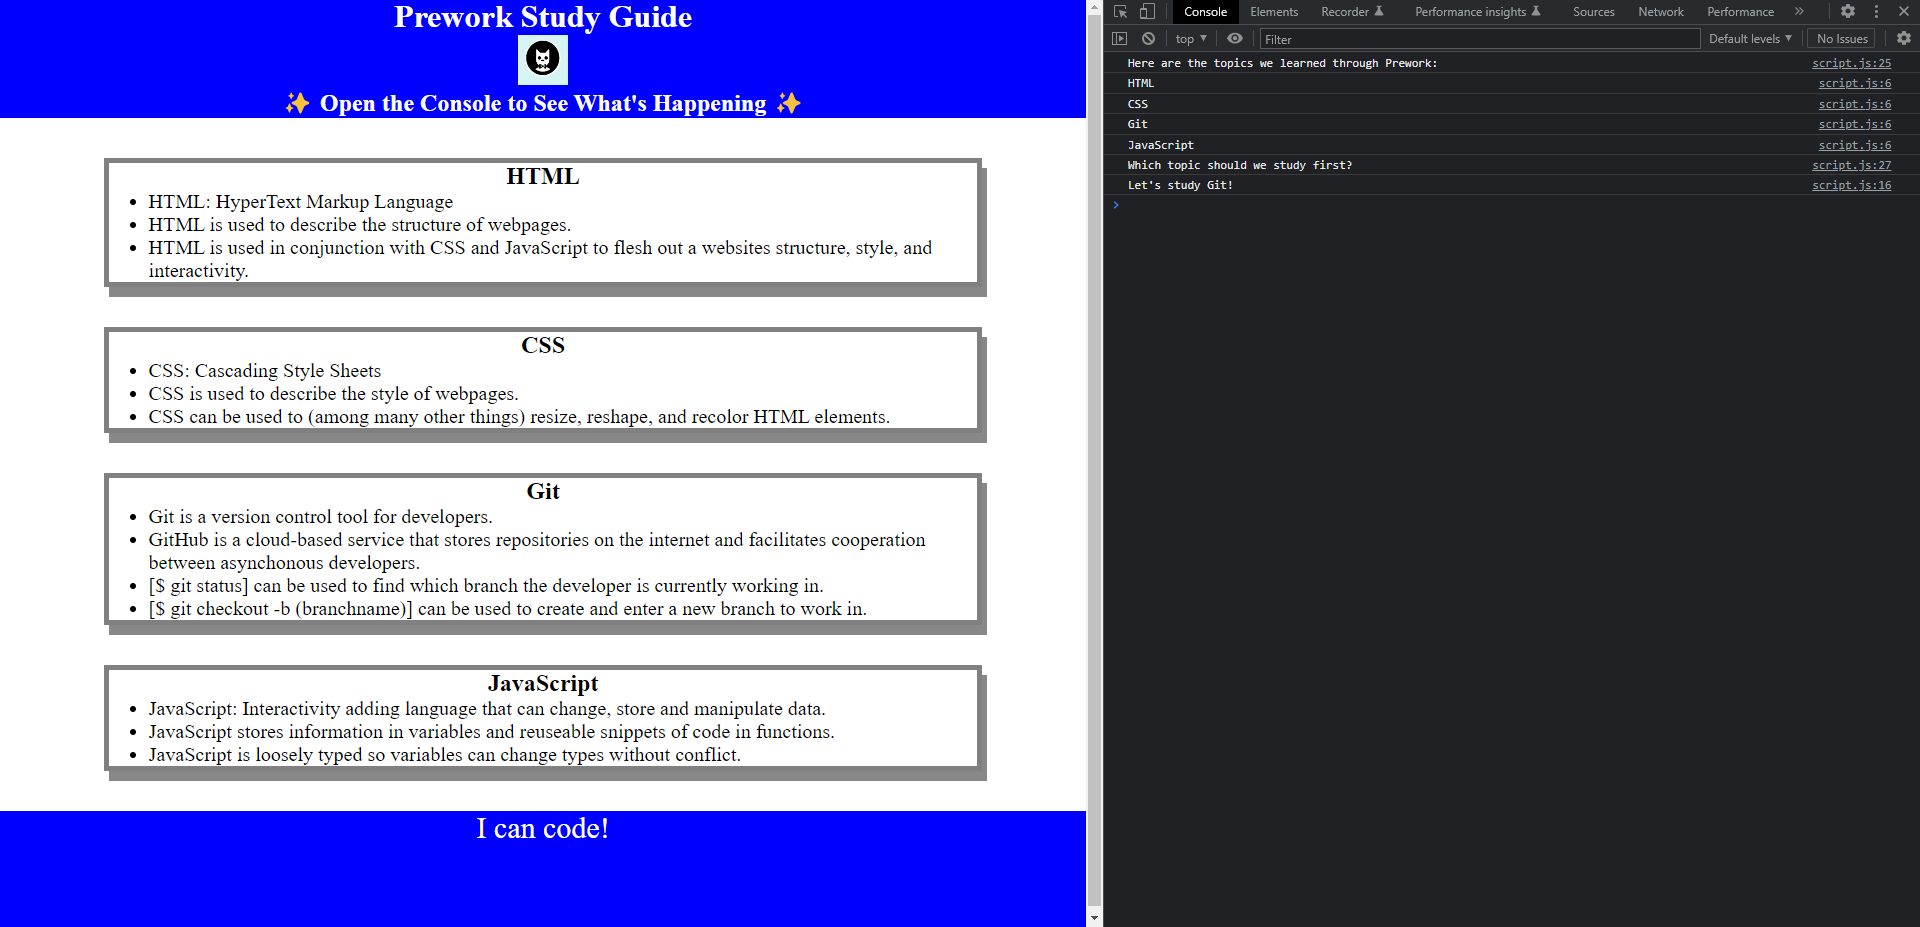 Prework Study Guide
✨ Open the Console to See What's Happening ✨
HTML
• HTML: HyperText Markup Language
• HTML is used to describe the structure of webpages.
• HTML is used in conjunction with CSS and JavaScript to flesh out a websites structure, style, and
interactivity.
CSS
• CSS: Cascading Style Sheets
• CSS is used to describe the style of webpages.
• CSS can be used to (among many other things) resize, reshape, and recolor HTML elements.
Git
• Git is a version control tool for developers.
• GitHub is a cloud-based service that stores repositories on the internet and facilitates cooperation
between asynchonous developers.
• [$ git status] can be used to find which branch the developer is currently working in.
• [$ git checkout -b (branchname)] can be used to create and enter a new branch to work in.
JavaScript
• JavaScript: Interactivity adding language that can change, store and manipulate data.
• JavaScript stores information in variables and reuseable snippets of code in functions.
• JavaScript is loosely typed so variables can change types without conflict.
I can code!
Console Elements Recorder Performance insights Sources Network Performance »
top ▼ Filter Default levels ▼ No Issues
Here are the topics we learned through Prework: script.js:25
HTML script.js:6
CSS script.js:6
Git script.js:6
JavaScript script.js:6
Which topic should we study first? script.js:27
Let's study Git! script.js:16
>